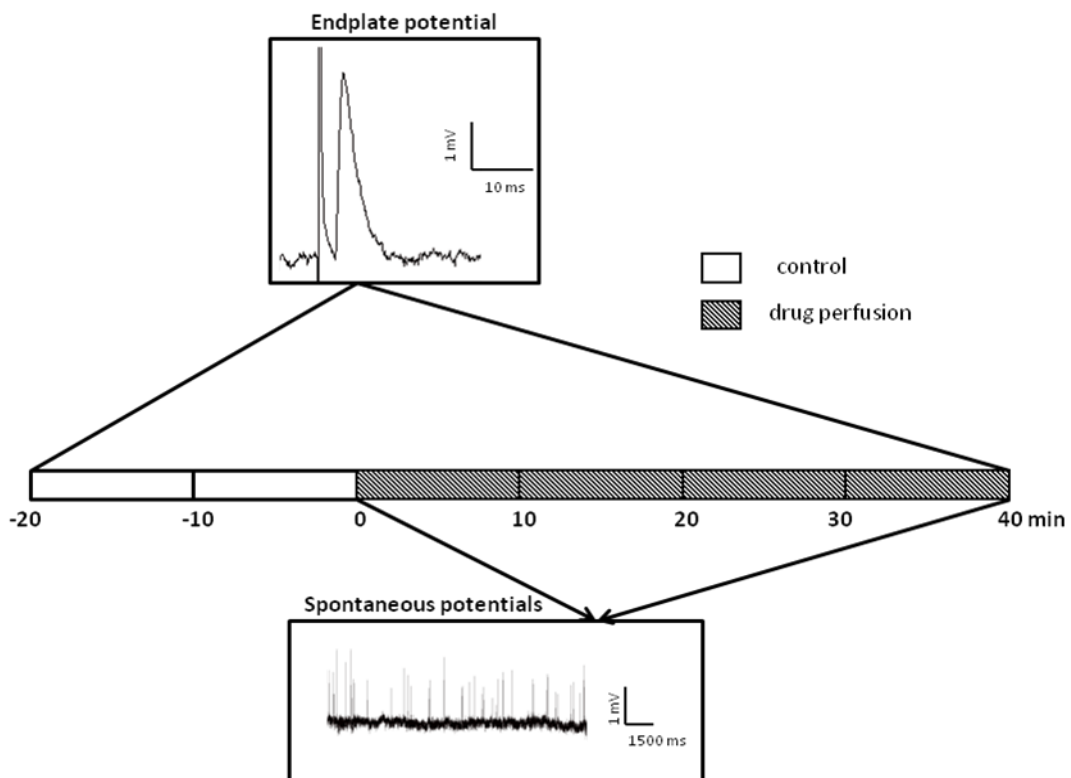 Endplate potential
1 mV
10 ms
control
drug perfusion
-20
-10
0
10
20
30
40 min
Spontaneous potentials
1 mV
1500 ms